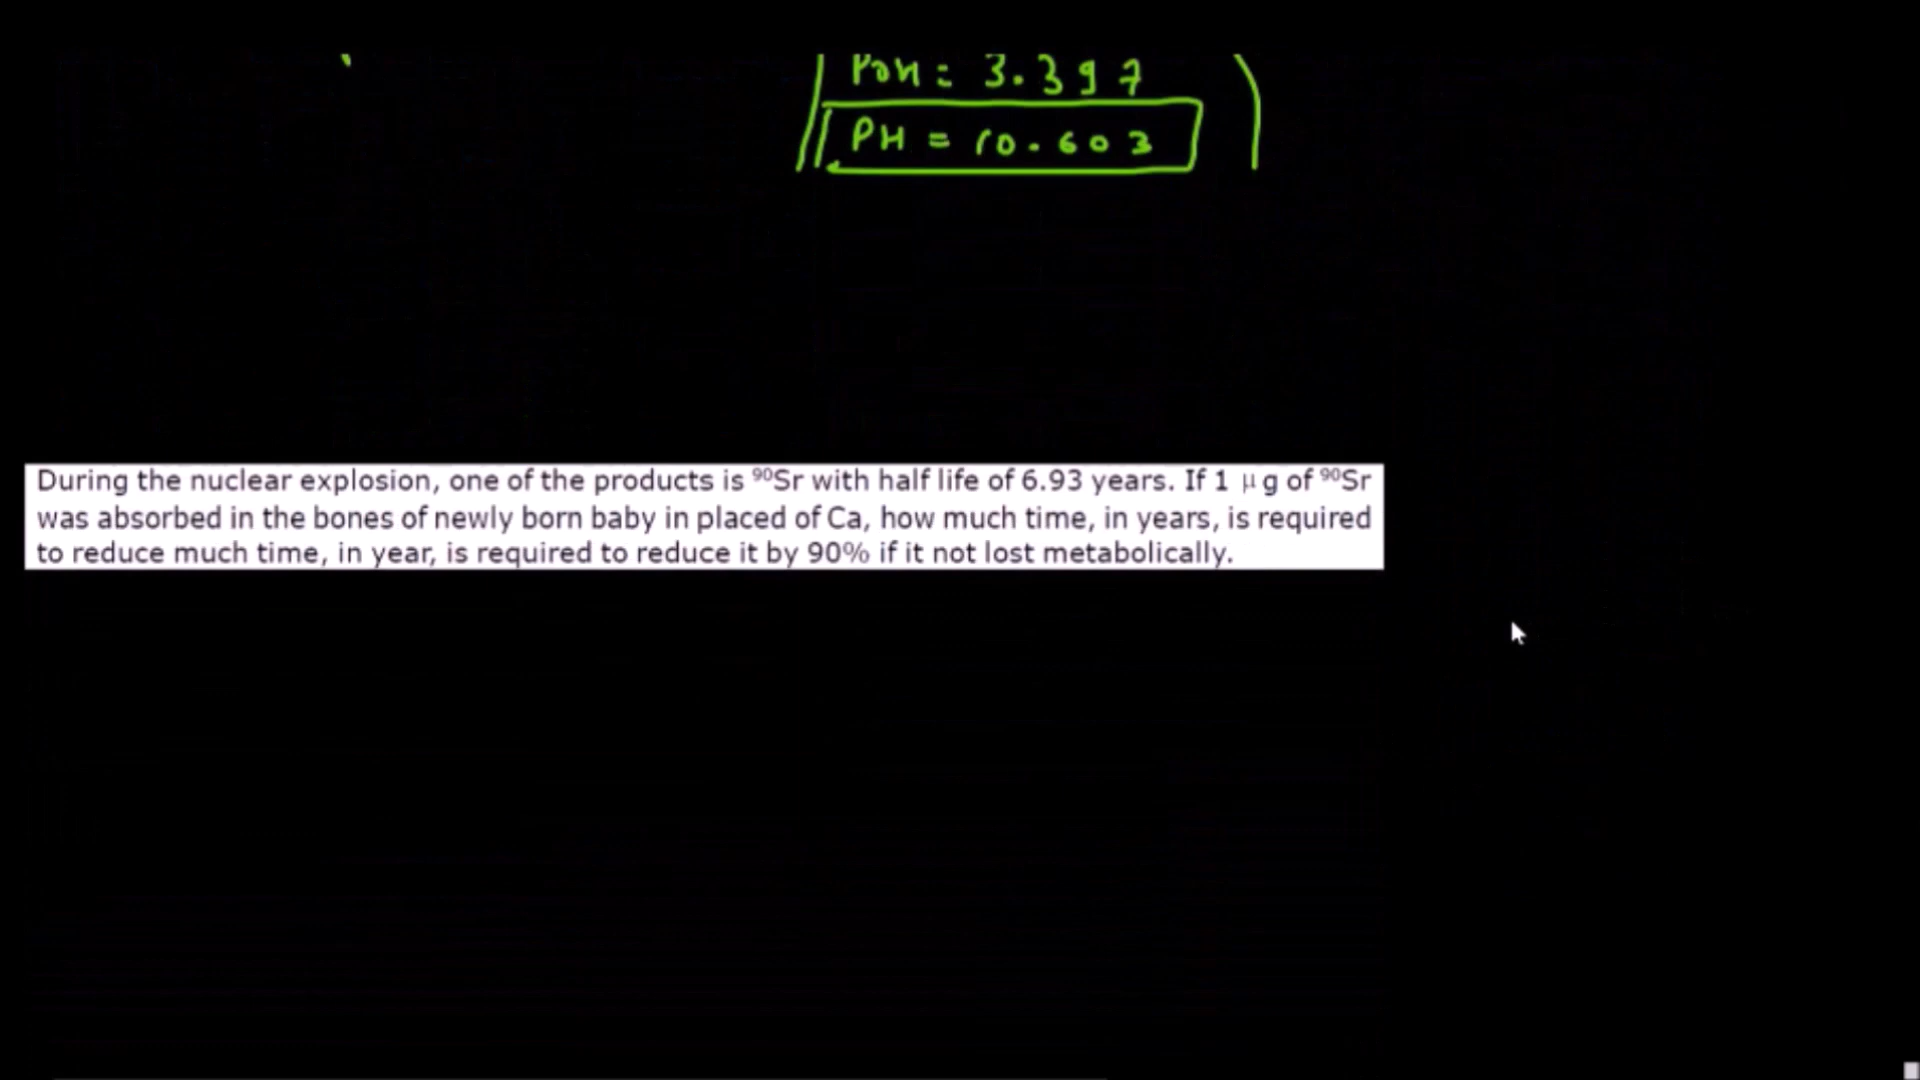 POH = 3.397
PH = 10.603
During the nuclear explosion, one of the products is ⁹⁰Sr with half life of 6.93 years. If 1 μg of ⁹⁰Sr
was absorbed in the bones of newly born baby in placed of Ca, how much time, in years, is required
to reduce much time, in year, is required to reduce it by 90% if it not lost metabolically.